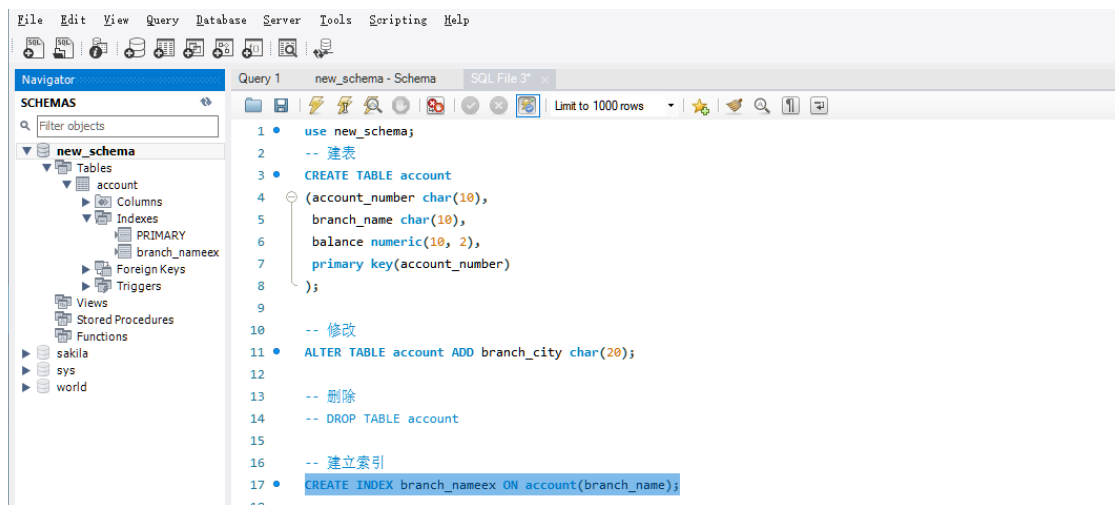 File Edit View Query Database Server Tools Scripting Help
Navigator
Query 1 new_schema - Schema SQL File 3*
SCHEMAS
Limit to 1000 rows
Filter objects
new_schema
Tables
account
Columns
Indexes
PRIMARY
branch_nameex
Foreign Keys
Triggers
Views
Stored Procedures
Functions
sakila
sys
world
1 use new_schema;
2 -- 建表
3 CREATE TABLE account
4 (account_number char(10),
5 branch_name char(10),
6 balance numeric(10, 2),
7 primary key(account_number)
8 );
9
10 -- 修改
11 ALTER TABLE account ADD branch_city char(20);
12
13 -- 删除
14 -- DROP TABLE account
15
16 -- 建立索引
17 CREATE INDEX branch_nameex ON account(branch_name);